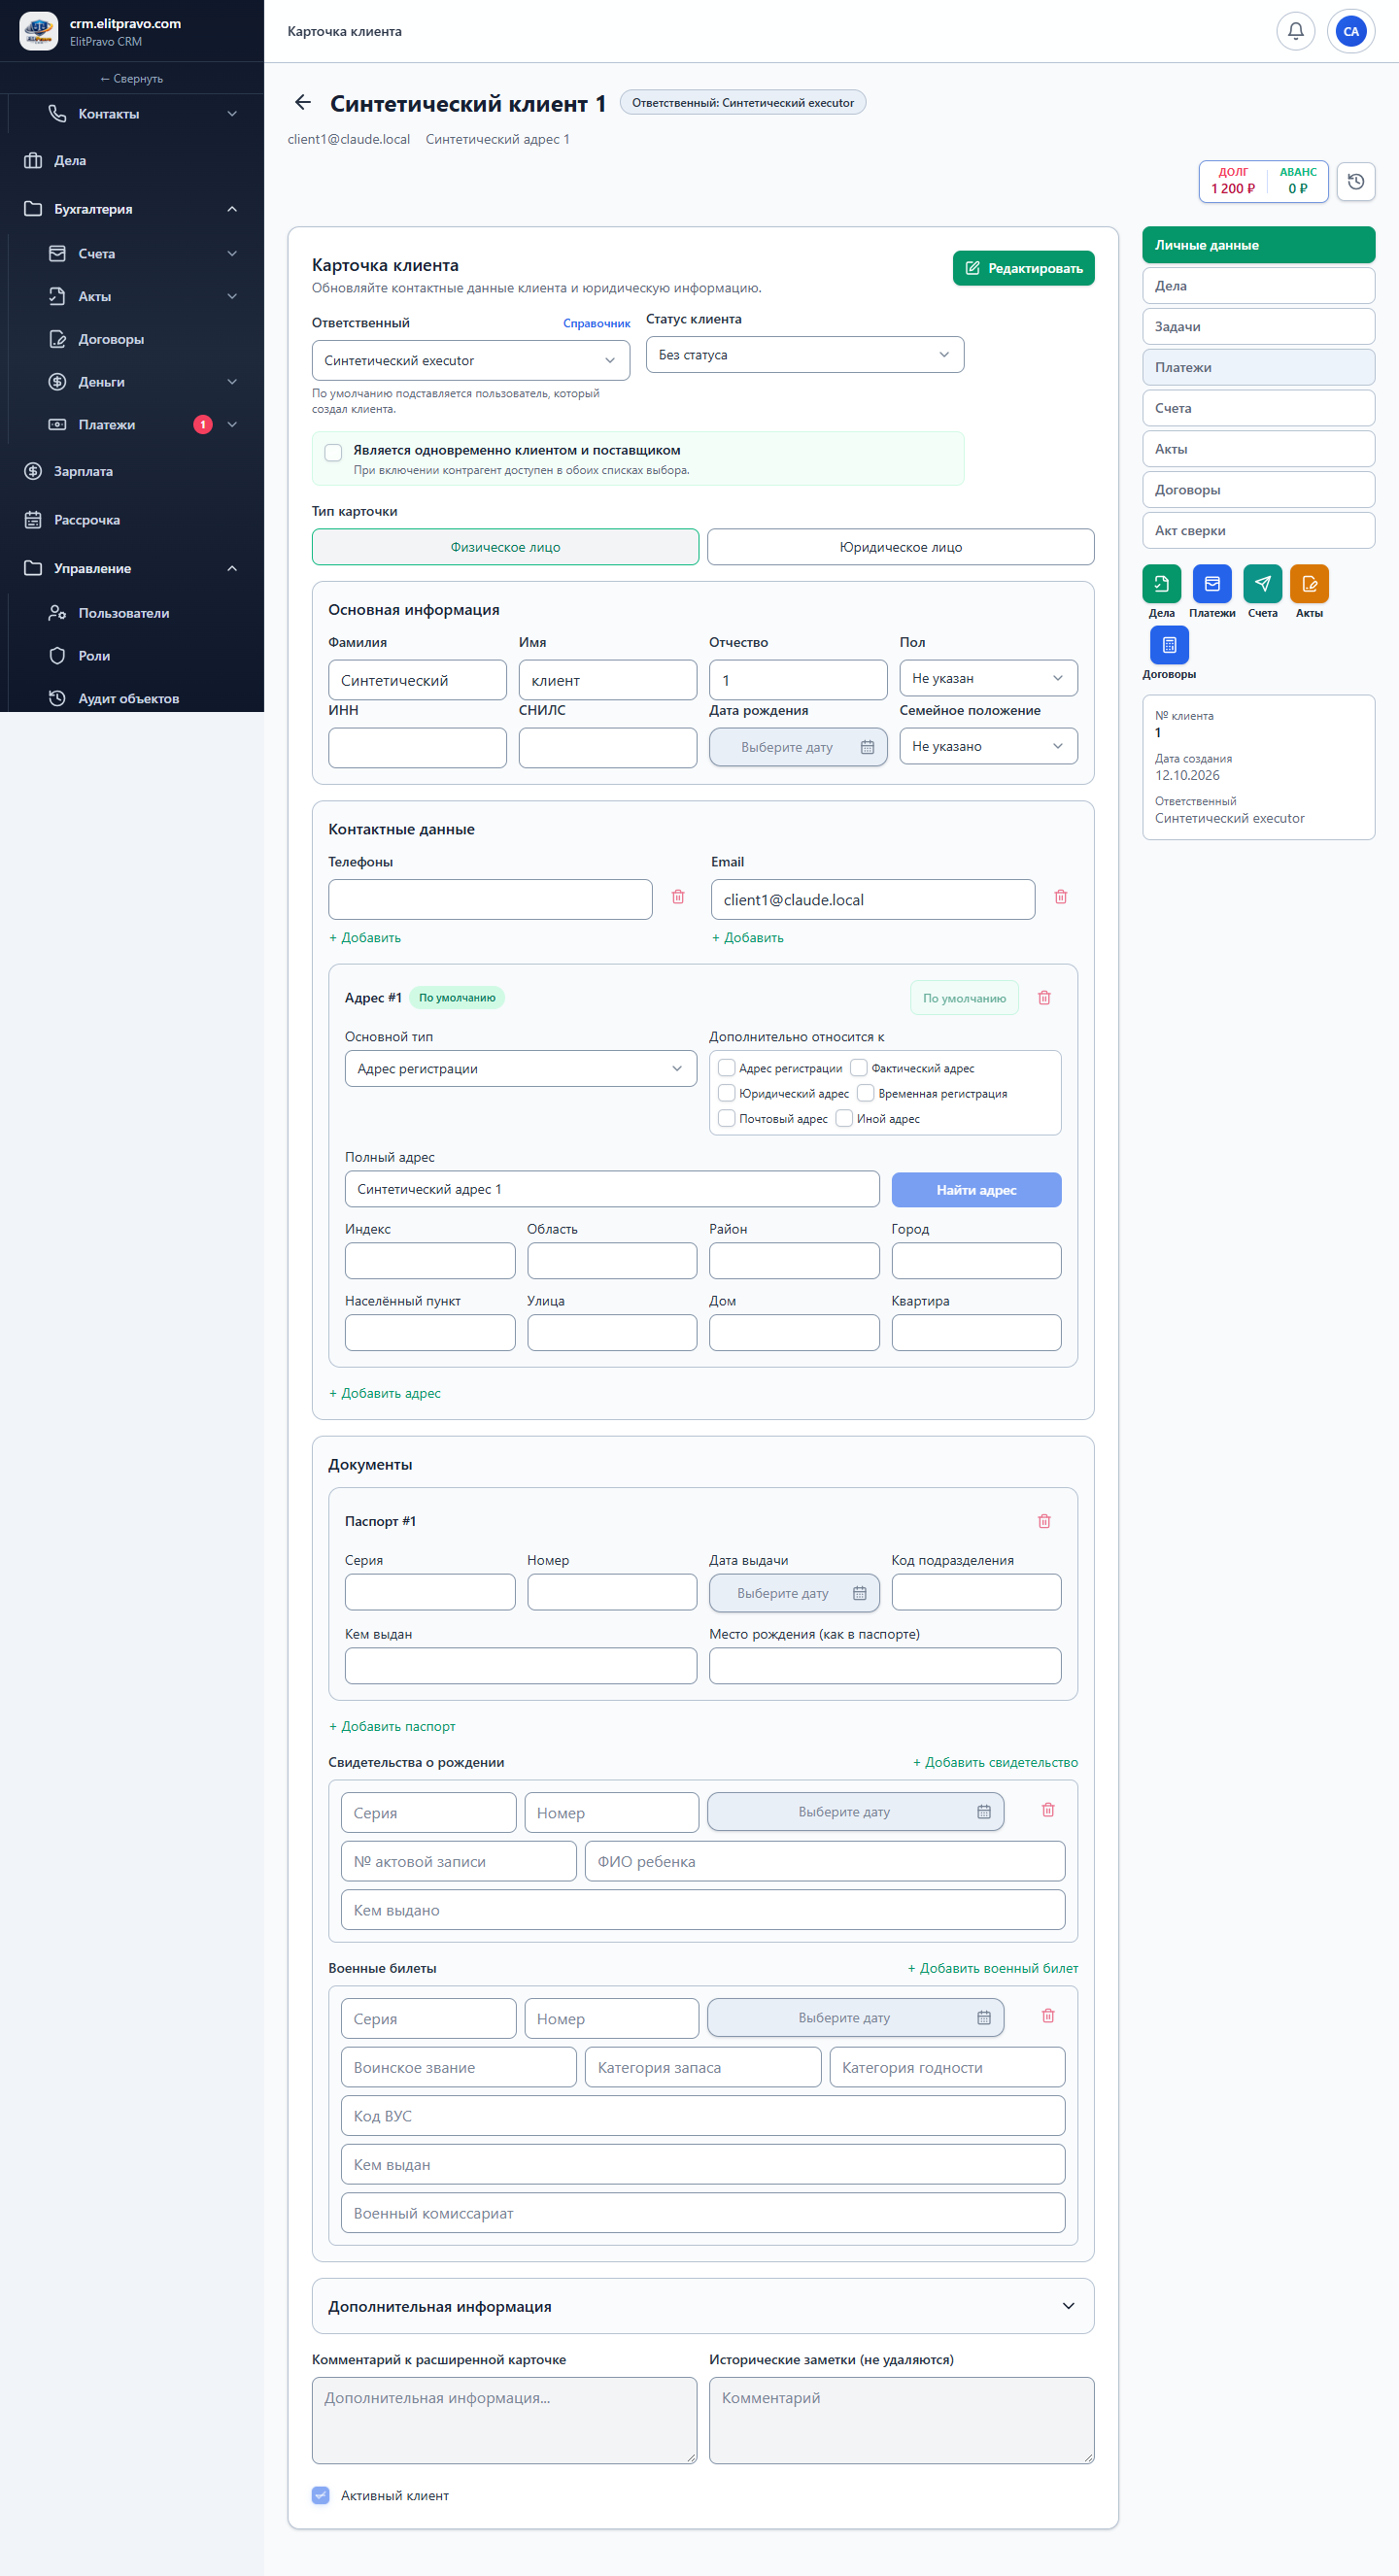 crm.elitpravo.com
ElitPravo CRM
← Свернуть
Контакты
Дела
Бухгалтерия
Счета
Акты
Договоры
Деньги
Платежи
1
Зарплата
Рассрочка
Управление
Пользователи
Роли
Аудит объектов
Карточка клиента
CA
Синтетический клиент 1
Ответственный: Синтетический executor
client1@claude.local
Синтетический адрес 1
ДОЛГ
1 200 ₽
АВАНС
0 ₽
Карточка клиента
Обновляйте контактные данные клиента и юридическую информацию.
Редактировать
Ответственный
Справочник
Статус клиента
Синтетический executor
Без статуса
По умолчанию подставляется пользователь, который
создал клиента.
Является одновременно клиентом и поставщиком
При включении контрагент доступен в обоих списках выбора.
Тип карточки
Физическое лицо
Юридическое лицо
Основная информация
Фамилия
Имя
Отчество
Пол
Синтетический
клиент
1
Не указан
ИНН
СНИЛС
Дата рождения
Семейное положение
Выберите дату
Не указано
Контактные данные
Телефоны
Email
client1@claude.local
+ Добавить
+ Добавить
Адрес #1
По умолчанию
По умолчанию
Основной тип
Дополнительно относится к
Адрес регистрации
Адрес регистрации
Фактический адрес
Юридический адрес
Временная регистрация
Почтовый адрес
Иной адрес
Полный адрес
Синтетический адрес 1
Найти адрес
Индекс
Область
Район
Город
Населённый пункт
Улица
Дом
Квартира
+ Добавить адрес
Документы
Паспорт #1
Серия
Номер
Дата выдачи
Код подразделения
Выберите дату
Кем выдан
Место рождения (как в паспорте)
+ Добавить паспорт
Свидетельства о рождении
+ Добавить свидетельство
Серия
Номер
Выберите дату
№ актовой записи
ФИО ребенка
Кем выдано
Военные билеты
+ Добавить военный билет
Серия
Номер
Выберите дату
Воинское звание
Категория запаса
Категория годности
Код ВУС
Кем выдан
Военный комиссариат
Дополнительная информация
Комментарий к расширенной карточке
Исторические заметки (не удаляются)
Дополнительная информация...
Комментарий
Активный клиент
Личные данные
Дела
Задачи
Платежи
Счета
Акты
Договоры
Акт сверки
Дела
Платежи
Счета
Акты
Договоры
№ клиента
1
Дата создания
12.10.2026
Ответственный
Синтетический executor